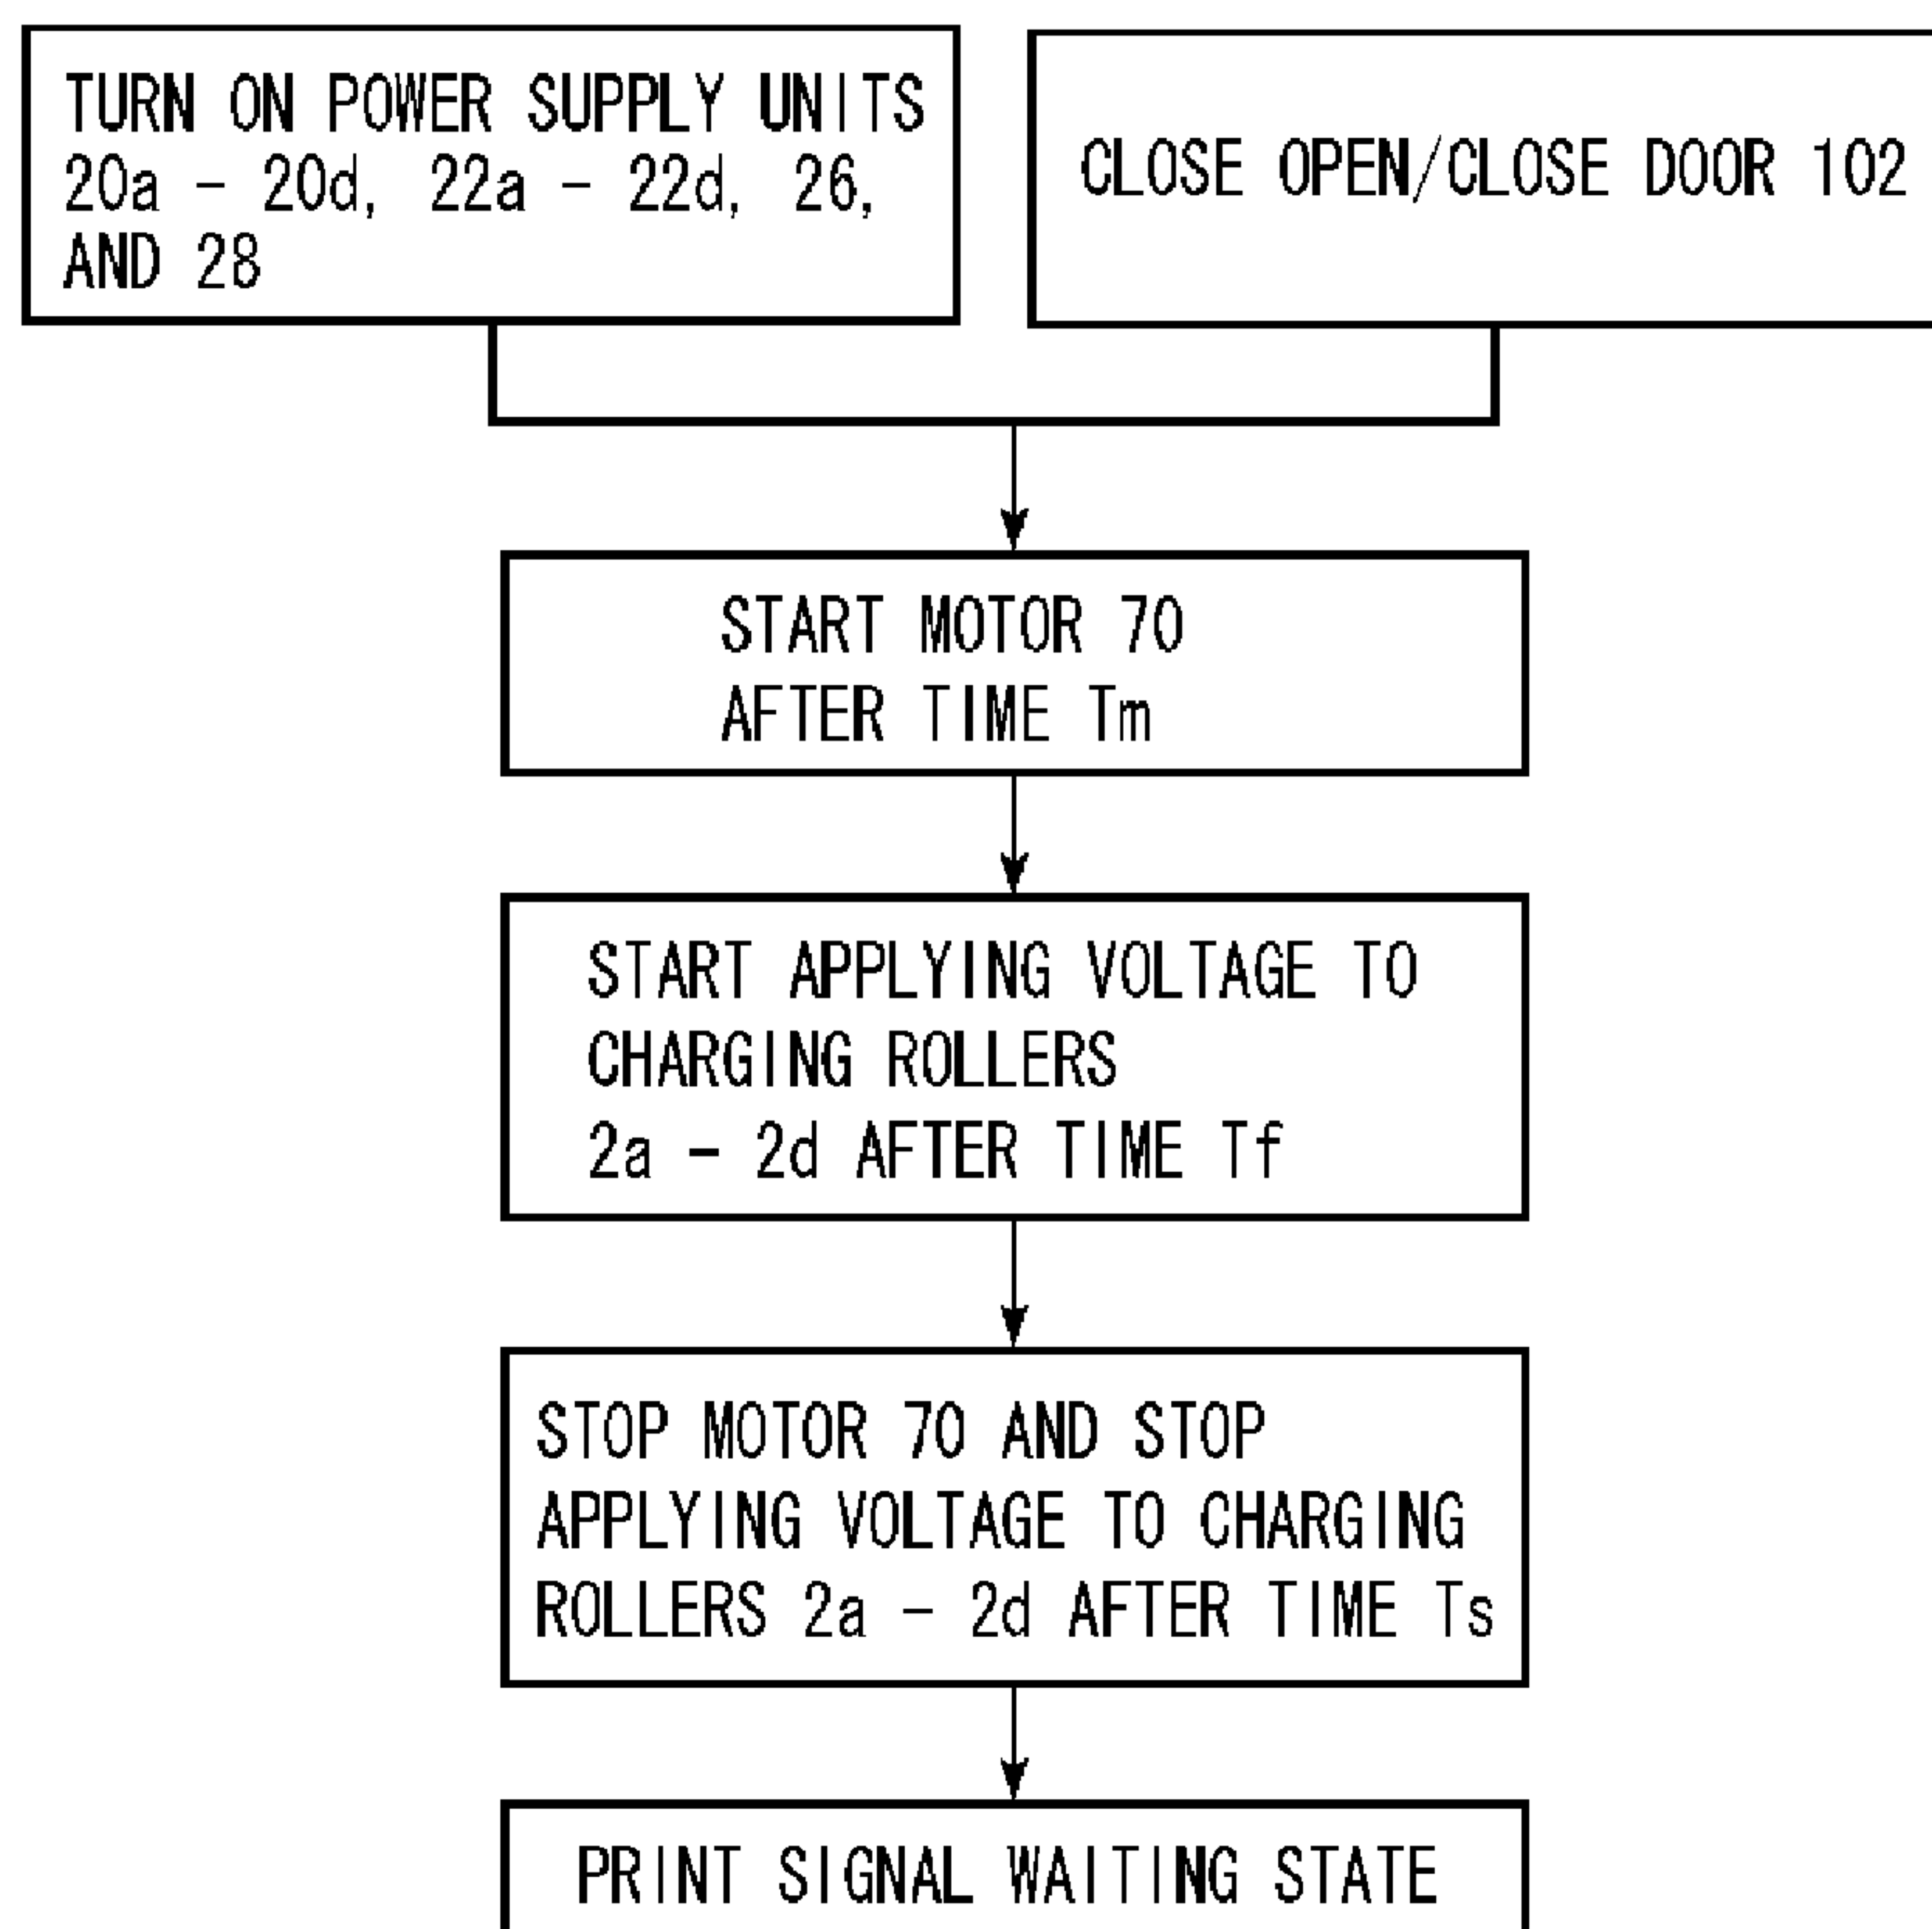 TURN ON POWER SUPPLY UNITS
20a - 20d, 22a - 22d, 26,
AND 28
CLOSE OPEN/CLOSE DOOR 102
START MOTOR 70
AFTER TIME Tm
START APPLYING VOLTAGE TO
CHARGING ROLLERS
2a - 2d AFTER TIME Tf
STOP MOTOR 70 AND STOP
APPLYING VOLTAGE TO CHARGING
ROLLERS 2a - 2d AFTER TIME Ts
PRINT SIGNAL WAITING STATE